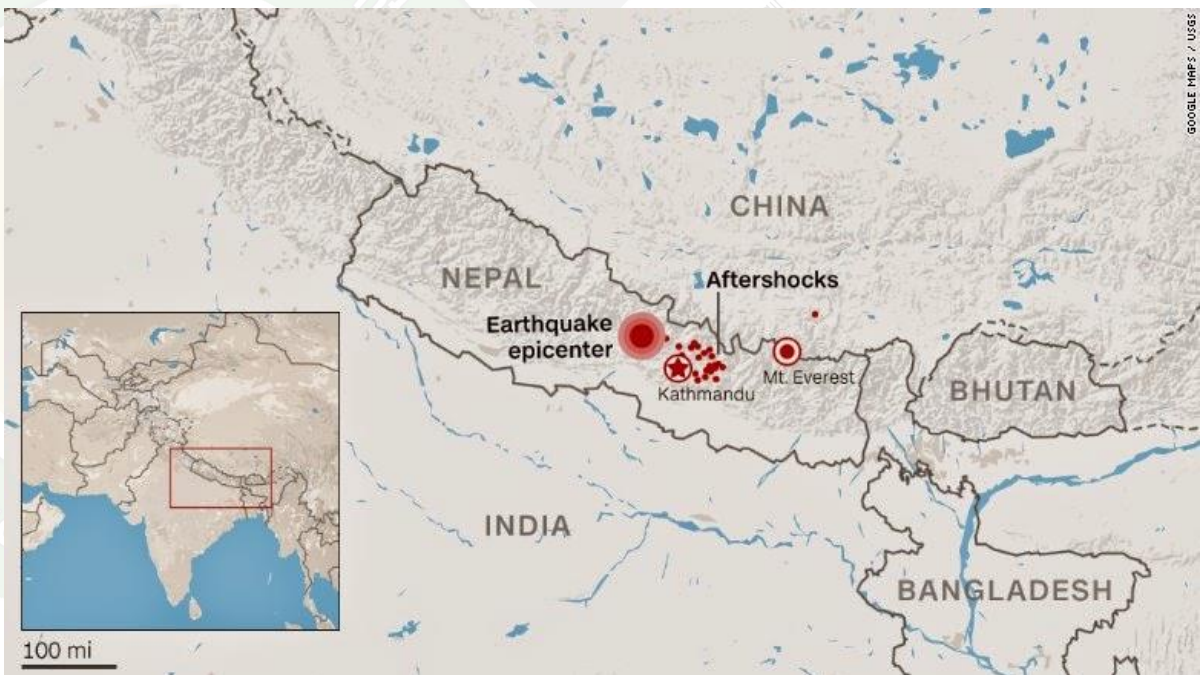 GOOGLE MAPS / USGS
CHINA
NEPAL
Aftershocks
Earthquake
epicenter
Mt. Everest
Kathmandu
BHUTAN
INDIA
BANGLADESH
100 mi